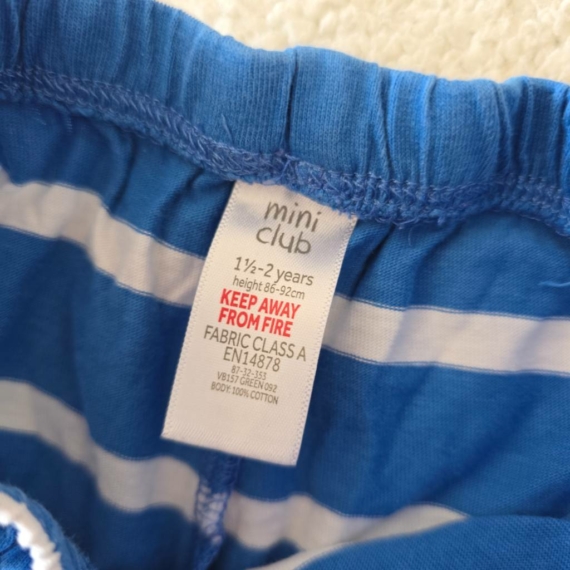 mini
club
1½-2 years
height 86-92cm
KEEP AWAY
FROM FIRE
FABRIC CLASS A
EN14878
87-32-353
VB157 GREEN 092
BODY: 100% COTTON